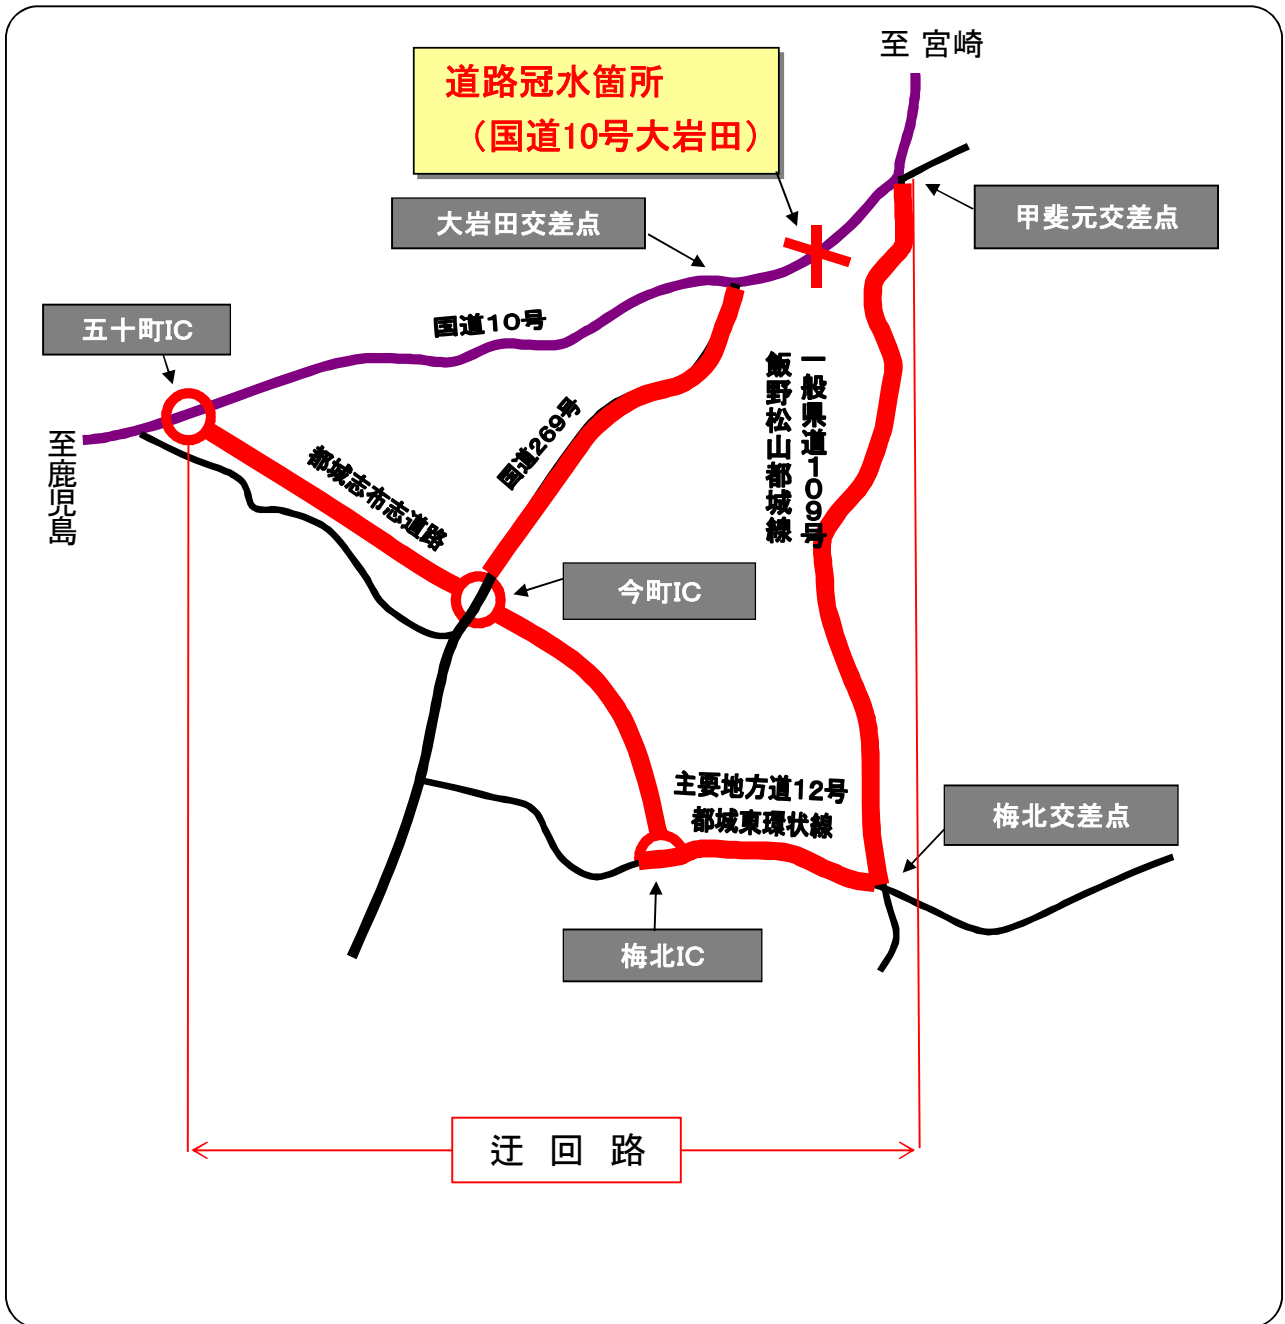 至 宮崎
道路冠水箇所
（国道10号大岩田）
甲斐元交差点
大岩田交差点
五十町IC
国道10号
一般県道109号
飯野松山都城線
国道269号
至鹿児島
都城志布志道路
今町IC
主要地方道12号
都城東環状線
梅北交差点
梅北IC
迂 回 路